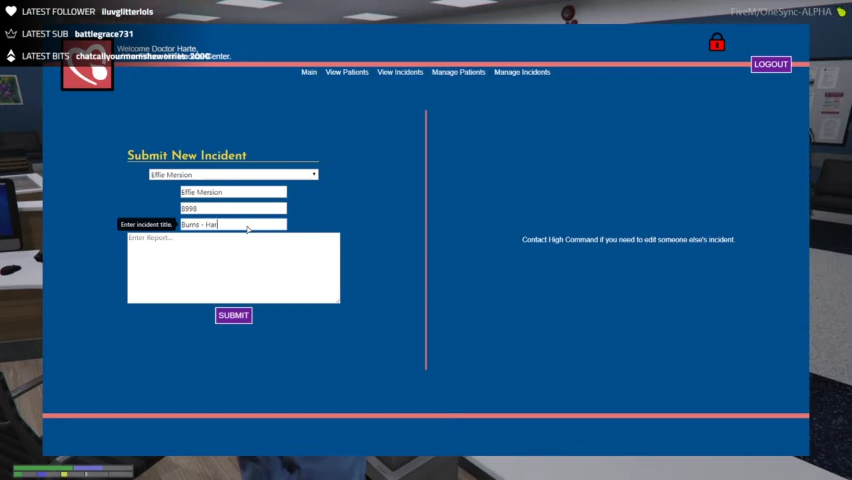 LATEST FOLLOWER iluvglitterlols
FiveM/OneSync-ALPHA
LATEST SUB battlegrace731
Welcome Doctor Harte,
LATEST BITS
Center.
LOGOUT
Main View Patients View Incidents Manage Patients Manage Incidents
Submit New Incident
Effie Mersion
Effie Mersion
8998
Enter incident title.
Burns - Har
Enter Report...
Contact High Command if you need to edit someone else's incident.
SUBMIT